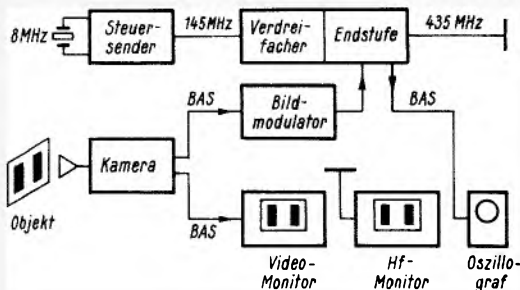 8MHz
Steuer-
sender
145MHz
Verdrei-
facher
Endstufe
435 MHz
BAS
Bild-
modulator
BAS
Kamera
Objekt
BAS
Video-
Monitor
Hf-
Monitor
Oszillo-
graf